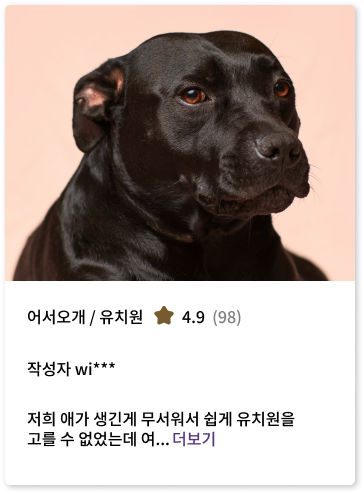 어서오개 / 유치원 ★ 4.9 (98)
작성자 wi***
저희 애가 생긴게 무서워서 쉽게 유치원을
고를 수 없었는데 여... 더보기